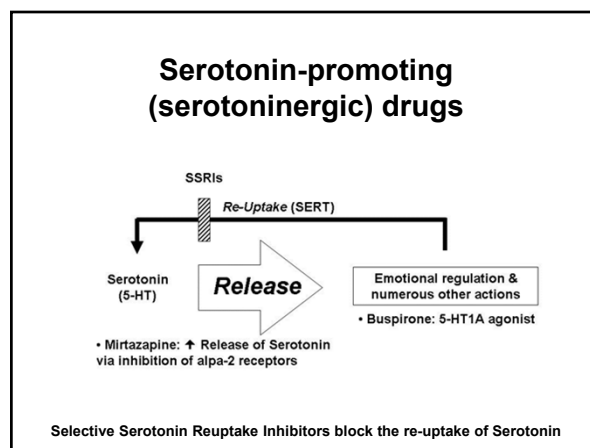 Serotonin-promoting
(serotoninergic) drugs
SSRIs
Re-Uptake (SERT)
Serotonin
(5-HT)
Release
Emotional regulation &
numerous other actions
• Buspirone: 5-HT1A agonist
• Mirtazapine: ↑ Release of Serotonin
via inhibition of alpa-2 receptors
Selective Serotonin Reuptake Inhibitors block the re-uptake of Serotonin